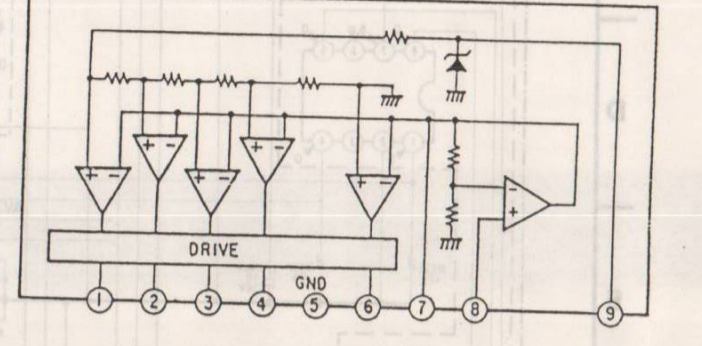 + - + - + - + - + -
-
+
DRIVE
GND
1 2 3 4 5 6 7 8 9
D